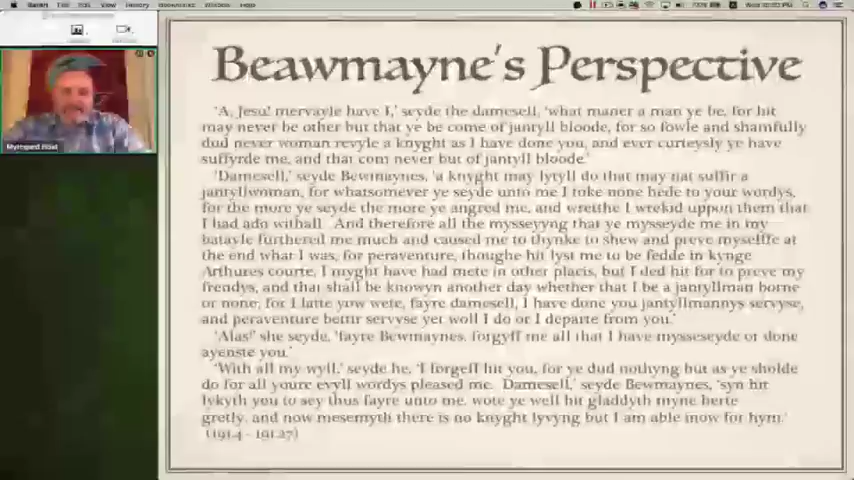 Safari File Edit View History Bookmarks Window Help
Beawmayne's Perspective
'A, Jesu! mervayle have I,' seyde the damesell, 'what maner a man ye be, for hit
may never be other but that ye be come of jantyll bloode, for so fowle and shamfully
dud never woman revyle a knyght as I have done you, and ever curteysly ye have
suffyrde me, and that com never but of jantyll bloode.'
'Damesell,' seyde Bewmaynes, 'a knyght may lytyll do that may nat suffir a
jantyllwoman, for whatsomever ye seyde unto me I toke none hede to your wordys,
for the more ye seyde the more ye angred me, and wretthe I wrekid uppon them that
I had ado withall. And therefore all the mysseyyng that ye mysseyde me in my
batayle furthered me much and caused me to thynke to shew and preve myselffe at
the end what I was, for peraventure, thoughe hit lyst me to be fedde in kynge
Arthures courte, I myght have had mete in other placis, but I ded hit for to preve my
frendys, and that shall be knowyn another day whether that I be a jantyllman borne
or none; for I latte yow wete, fayre damesell, I have done you jantyllmannys servyse,
and peraventure bettir servyse yet woll I do or I departe from you.'
'Alas!' she seyde, 'fayre Bewmaynes, forgyff me all that I have mysseseyde or done
ayenste you.'
'With all my wyll,' seyde he, 'I forgeff hit you, for ye dud nothyng but as ye sholde
do for all youre evyll wordys pleased me. Damesell,' seyde Bewmaynes, 'syn hit
lykyth you to sey thus fayre unto me, wote ye well hit gladdyth myne herte
gretly, and now mesemyth there is no knyght lyvyng but I am able inow for hym.'
(191.4 - 191.27)